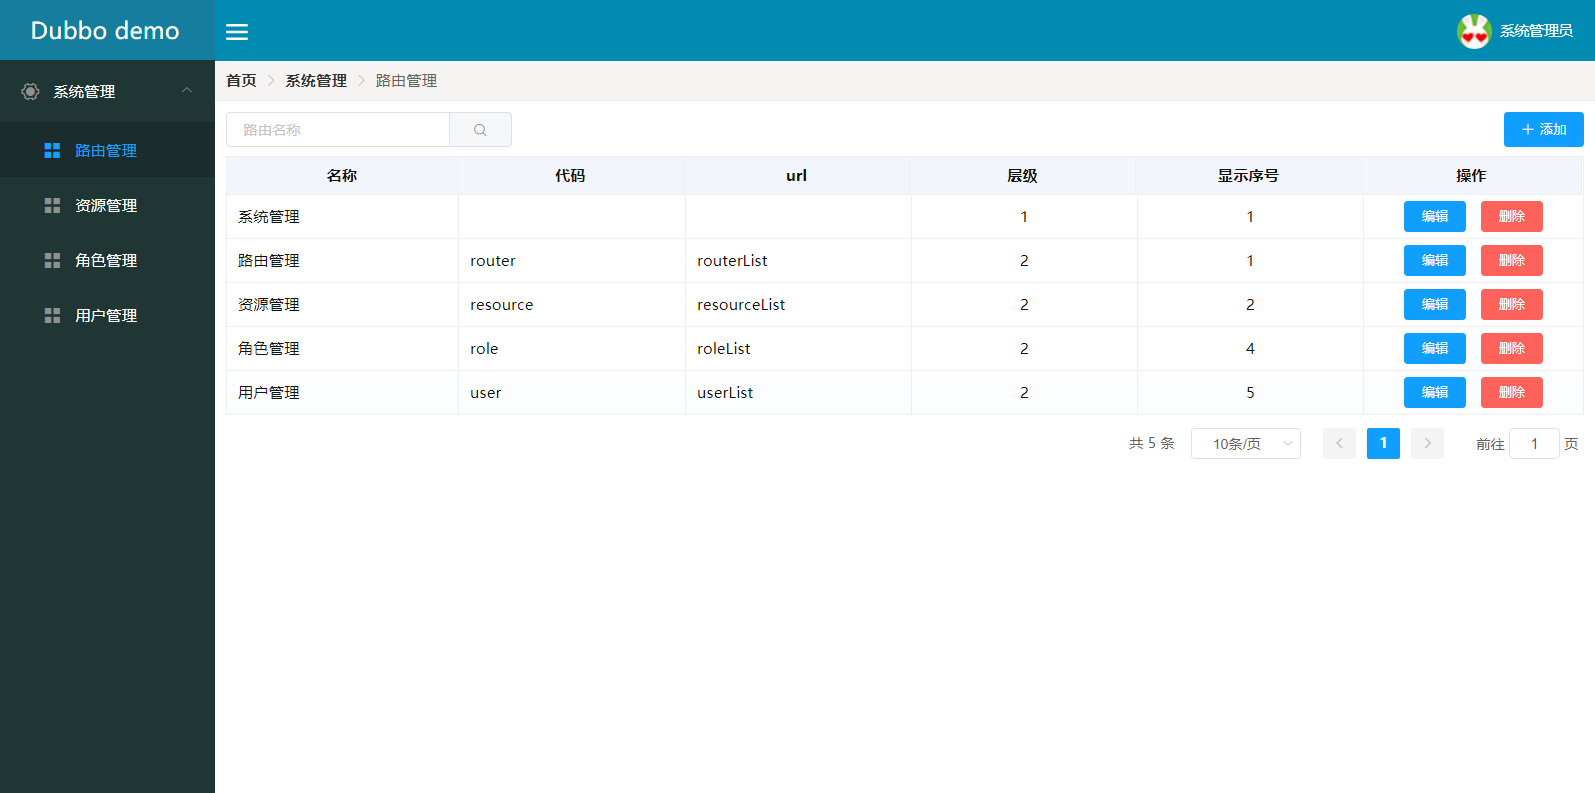 Dubbo demo
系统管理员
系统管理
路由管理
资源管理
角色管理
用户管理
首页 系统管理 路由管理
路由名称
添加
名称 代码 url 层级 显示序号 操作
系统管理 1 1 编辑 删除
路由管理 router routerList 2 1 编辑 删除
资源管理 resource resourceList 2 2 编辑 删除
角色管理 role roleList 2 4 编辑 删除
用户管理 user userList 2 5 编辑 删除
共 5 条 10条/页 1 前往 1 页